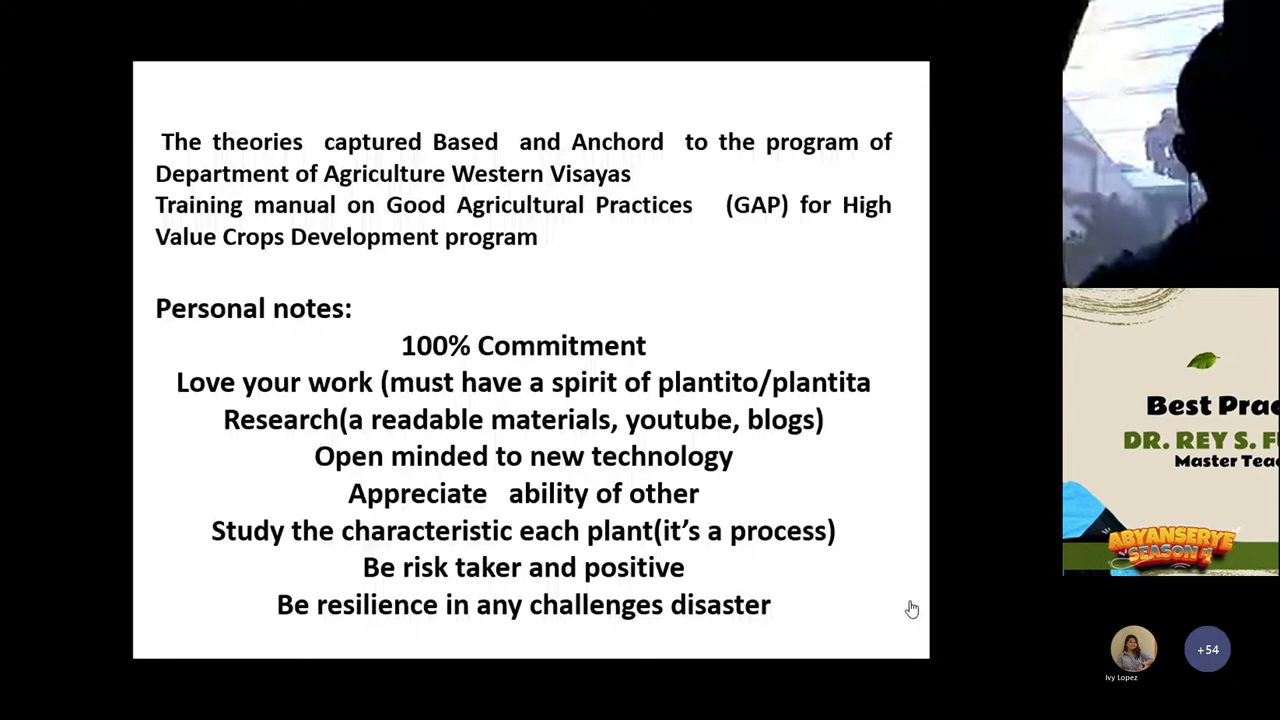 The theories captured Based and Anchord to the program of
Department of Agriculture Western Visayas
Training manual on Good Agricultural Practices (GAP) for High
Value Crops Development program
Personal notes:
100% Commitment
Love your work (must have a spirit of plantito/plantita
Research(a readable materials, youtube, blogs)
Open minded to new technology
Appreciate ability of other
Study the characteristic each plant(it's a process)
Be risk taker and positive
Be resilience in any challenges disaster
Best
DR. REY S.
Master
ABYANSERYE
SEASON
Ivy Lopez
+54